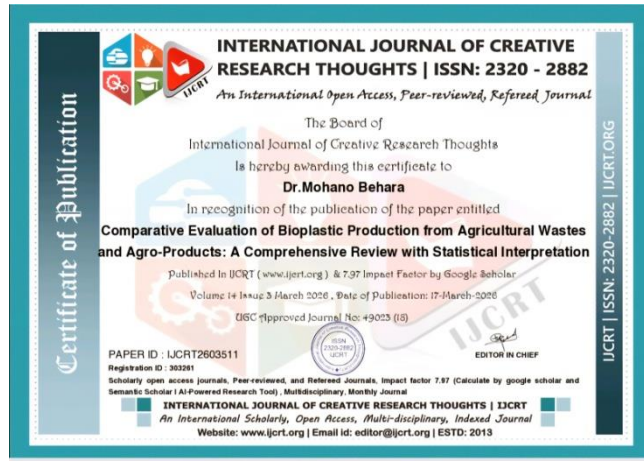 INTERNATIONAL JOURNAL OF CREATIVE
RESEARCH THOUGHTS | ISSN: 2320 - 2882
An International Open Access, Peer-reviewed, Refereed Journal
IJCRT
The Board of
International Journal of Creative Research Thoughts
Is hereby awarding this certificate to
Dr.Mohano Behara
In recognition of the publication of the paper entitled
Comparative Evaluation of Bioplastic Production from Agricultural Wastes
and Agro-Products: A Comprehensive Review with Statistical Interpretation
Published In IJCRT ( www.ijcrt.org ) & 7.97 Impact Factor by Google Scholar
Volume 14 Issue 3 March 2026 , Date of Publication: 17-March-2026
UGC Approved Journal No: 49023 (18)
ISSN
2320-2882
IJCRT
IJCRT
PAPER ID : IJCRT2603511
Registration ID : 303261
EDITOR IN CHIEF
Scholarly open access journals, Peer-reviewed, and Refereed Journals, Impact factor 7.97 (Calculate by google scholar and
Semantic Scholar | AI-Powered Research Tool) , Multidisciplinary, Monthly Journal
INTERNATIONAL JOURNAL OF CREATIVE RESEARCH THOUGHTS | IJCRT
An International Scholarly, Open Access, Multi-disciplinary, Indexed Journal
Website: www.ijcrt.org | Email id: editor@ijcrt.org | ESTD: 2013
Certificate of Publication
IJCRT | ISSN: 2320-2882 | IJCRT.ORG